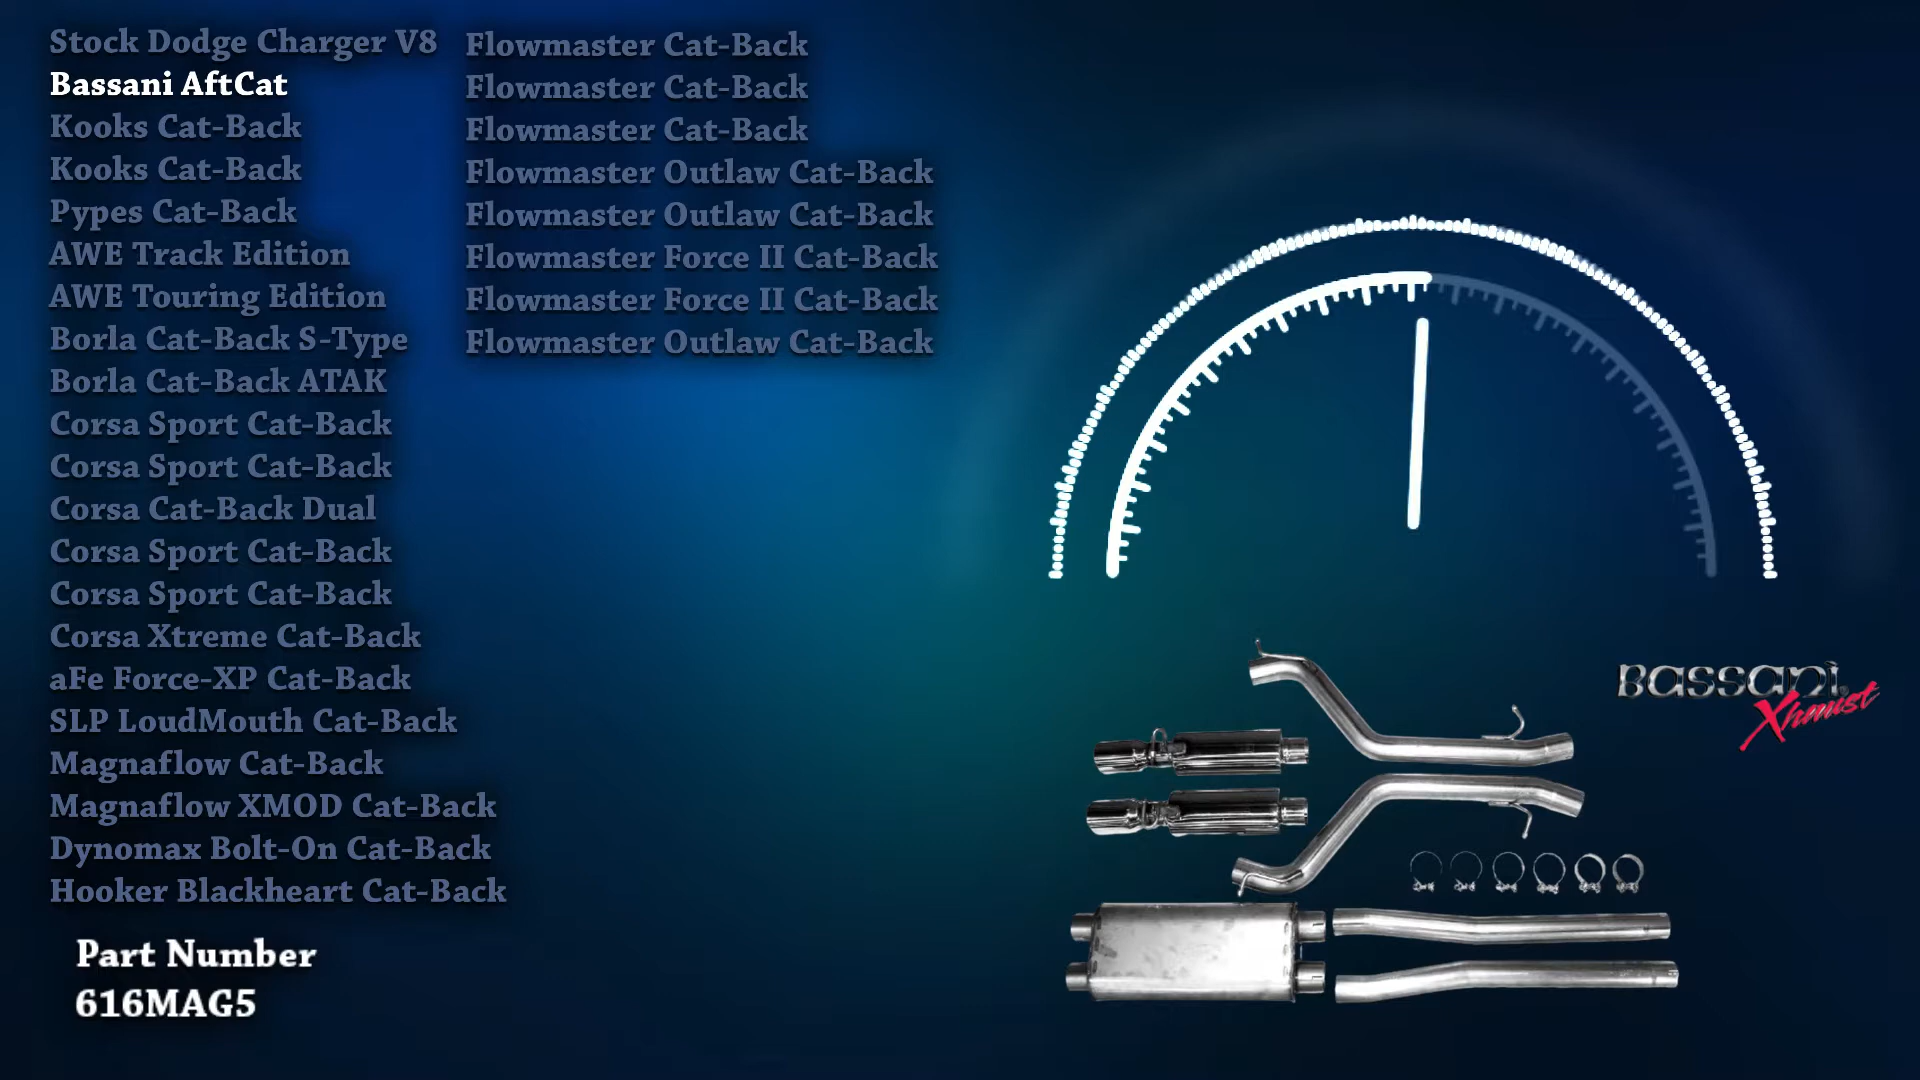 Stock Dodge Charger V8
Bassani AftCat
Kooks Cat-Back
Kooks Cat-Back
Pypes Cat-Back
AWE Track Edition
AWE Touring Edition
Borla Cat-Back S-Type
Borla Cat-Back ATAK
Corsa Sport Cat-Back
Corsa Sport Cat-Back
Corsa Cat-Back Dual
Corsa Sport Cat-Back
Corsa Sport Cat-Back
Corsa Xtreme Cat-Back
aFe Force-XP Cat-Back
SLP LoudMouth Cat-Back
Magnaflow Cat-Back
Magnaflow XMOD Cat-Back
Dynomax Bolt-On Cat-Back
Hooker Blackheart Cat-Back
Flowmaster Cat-Back
Flowmaster Cat-Back
Flowmaster Cat-Back
Flowmaster Outlaw Cat-Back
Flowmaster Outlaw Cat-Back
Flowmaster Force II Cat-Back
Flowmaster Force II Cat-Back
Flowmaster Outlaw Cat-Back
Bassani®
Xhaust
Part Number
616MAG5